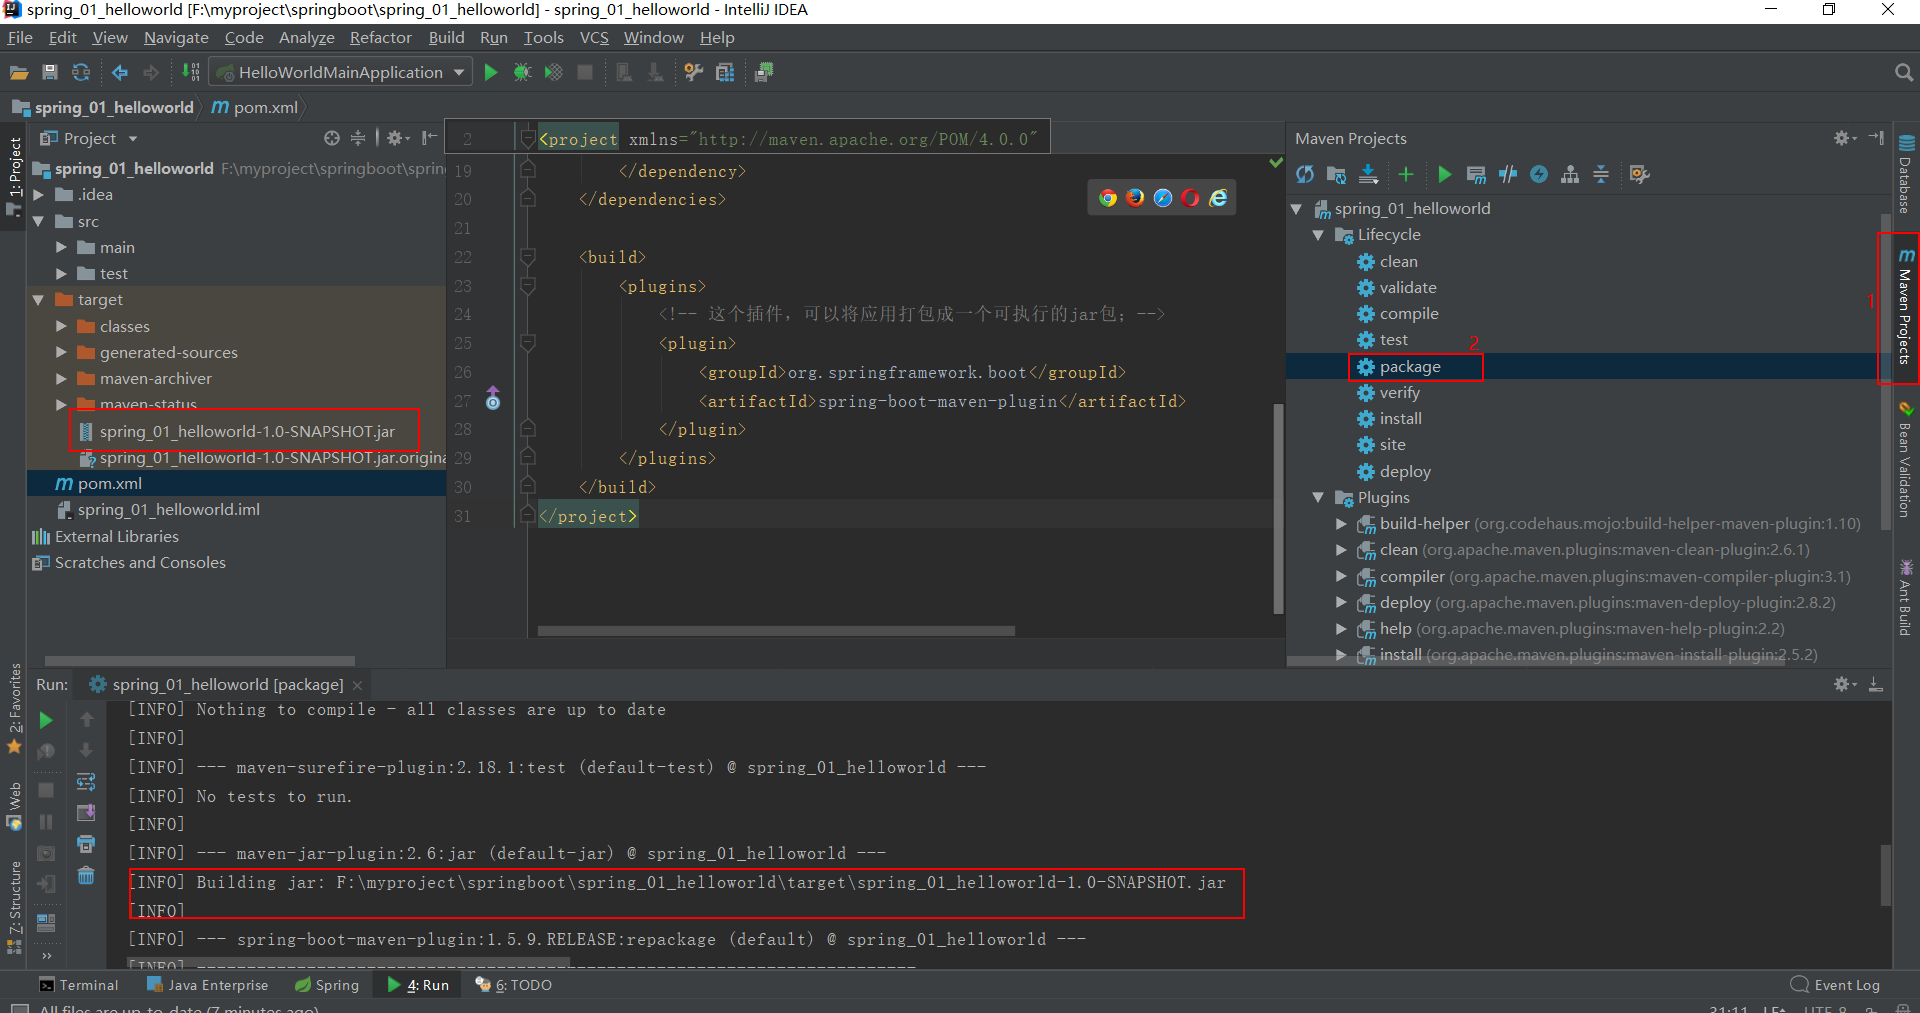 spring_01_helloworld [F:\myproject\springboot\spring_01_helloworld] - spring_01_helloworld - IntelliJ IDEA
File Edit View Navigate Code Analyze Refactor Build Run Tools VCS Window Help
HelloWorldMainApplication
spring_01_helloworld pom.xml
1: Project
Project
spring_01_helloworld F:\myproject\springboot\sprin
.idea
src
main
test
target
classes
generated-sources
maven-archiver
maven-status
spring_01_helloworld-1.0-SNAPSHOT.jar
spring_01_helloworld-1.0-SNAPSHOT.jar.origina
pom.xml
spring_01_helloworld.iml
External Libraries
Scratches and Consoles
2 <project xmlns="http://maven.apache.org/POM/4.0.0"
19 </dependency>
20 </dependencies>
21
22 <build>
23 <plugins>
24 <!-- 这个插件，可以将应用打包成一个可执行的jar包；-->
25 <plugin>
26 <groupId>org.springframework.boot</groupId>
27 <artifactId>spring-boot-maven-plugin</artifactId>
28 </plugin>
29 </plugins>
30 </build>
31 </project>
Maven Projects
spring_01_helloworld
Lifecycle
clean
validate
compile
test
2
package
verify
install
site
deploy
Plugins
build-helper (org.codehaus.mojo:build-helper-maven-plugin:1.10)
clean (org.apache.maven.plugins:maven-clean-plugin:2.6.1)
compiler (org.apache.maven.plugins:maven-compiler-plugin:3.1)
deploy (org.apache.maven.plugins:maven-deploy-plugin:2.8.2)
help (org.apache.maven.plugins:maven-help-plugin:2.2)
install (org.apache.maven.plugins:maven-install-plugin:2.5.2)
Database
1
Maven Projects
Bean Validation
Ant Build
2: Favorites
Web
Z: Structure
Run: spring_01_helloworld [package]
[INFO] Nothing to compile - all classes are up to date
[INFO]
[INFO] --- maven-surefire-plugin:2.18.1:test (default-test) @ spring_01_helloworld ---
[INFO] No tests to run.
[INFO]
[INFO] --- maven-jar-plugin:2.6:jar (default-jar) @ spring_01_helloworld ---
[INFO] Building jar: F:\myproject\springboot\spring_01_helloworld\target\spring_01_helloworld-1.0-SNAPSHOT.jar
[INFO]
[INFO] --- spring-boot-maven-plugin:1.5.9.RELEASE:repackage (default) @ spring_01_helloworld ---
[INFO] ------------------------------------------------------------------------
Terminal Java Enterprise Spring 4: Run 6: TODO Event Log
All files are up-to-date (7 minutes ago) 31:11 LF UTF-8